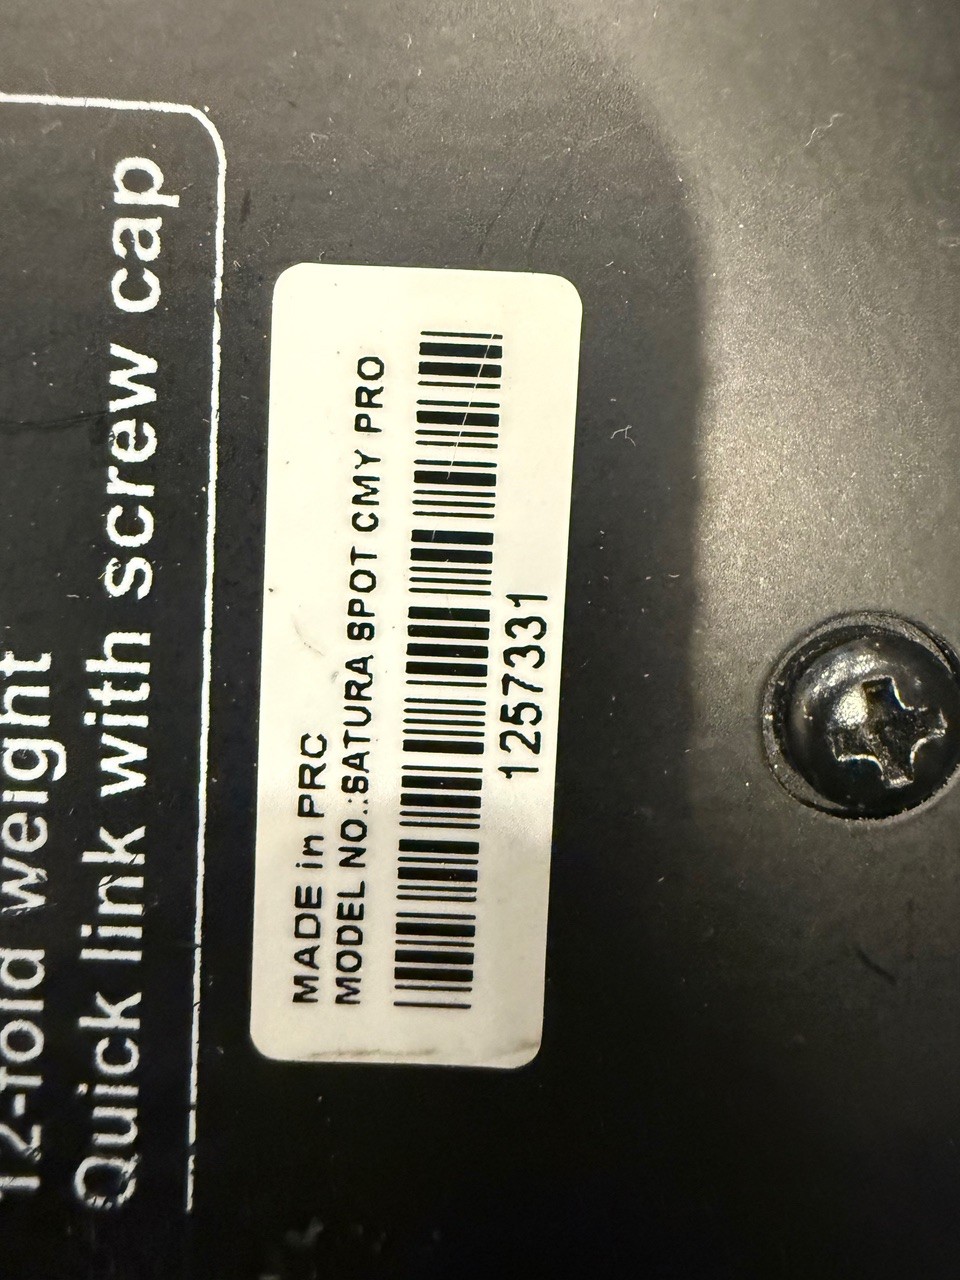 12-fold weight
Quick link with screw cap
MADE in PRC
MODEL NO.:SATURA SPOT CMY PRO
1257331